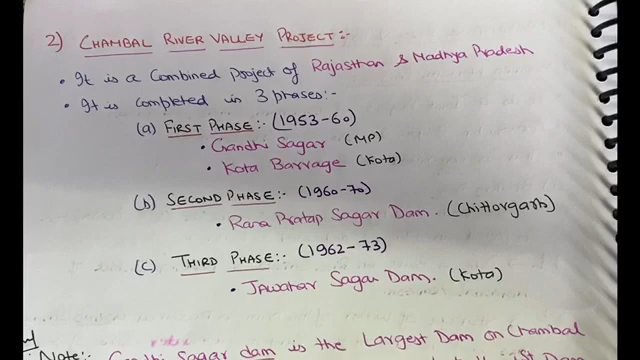 2) CHAMBAL RIVER VALLEY PROJECT:-
• It is a Combined project of Rajasthan & Madhya Pradesh
• It is completed in 3 phases:-
(a) FIRST PHASE:- (1953-60)
• Gandhi Sagar (MP)
• Kota Barrage (Kota)
(b) SECOND PHASE:- (1960-70)
• Rana Pratap Sagar Dam. (Chittorgarh)
(c) THIRD PHASE:- (1962-73)
• Jawahar Sagar Dam. (Kota)
Note: Gandhi Sagar dam is the Largest Dam on Chambal